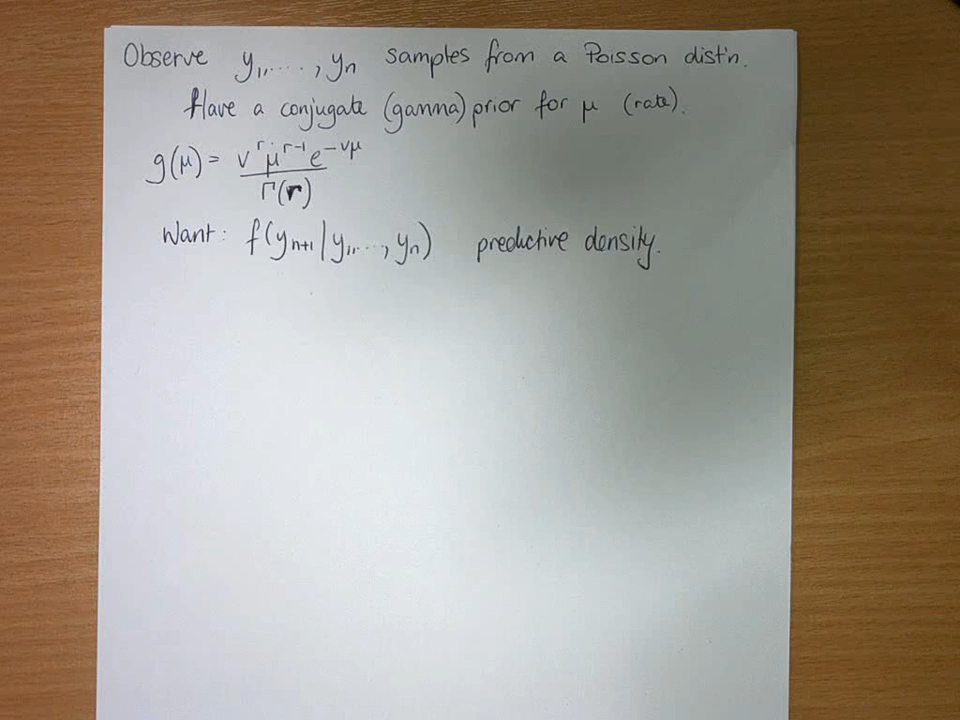 Observe y₁,....., yₙ samples from a Poisson dist'n.
Have a conjugate (gamma) prior for μ (rate).
g(μ) = v^r μ^(r-1) e^(-vμ) / Γ(r)
Want: f(yₙ₊₁ | y₁,...., yₙ) predictive density.